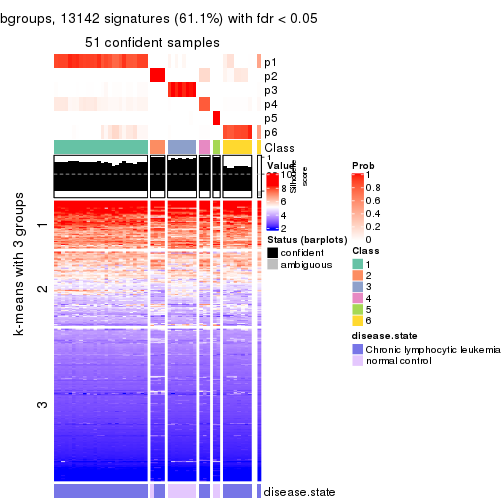 bgroups, 13142 signatures (61.1%) with fdr < 0.05
51 confident samples
p1
p2
p3
p4
p5
p6
Class
1
Silhouette
score
Value
10
8
6
4
2
Status (barplots)
confident
ambiguous
Prob
1
0.8
0.6
0.4
0.2
0
Class
1
2
3
4
5
6
disease.state
Chronic lymphocytic leukemia
normal control
k-means with 3 groups
1
2
3
disease.state